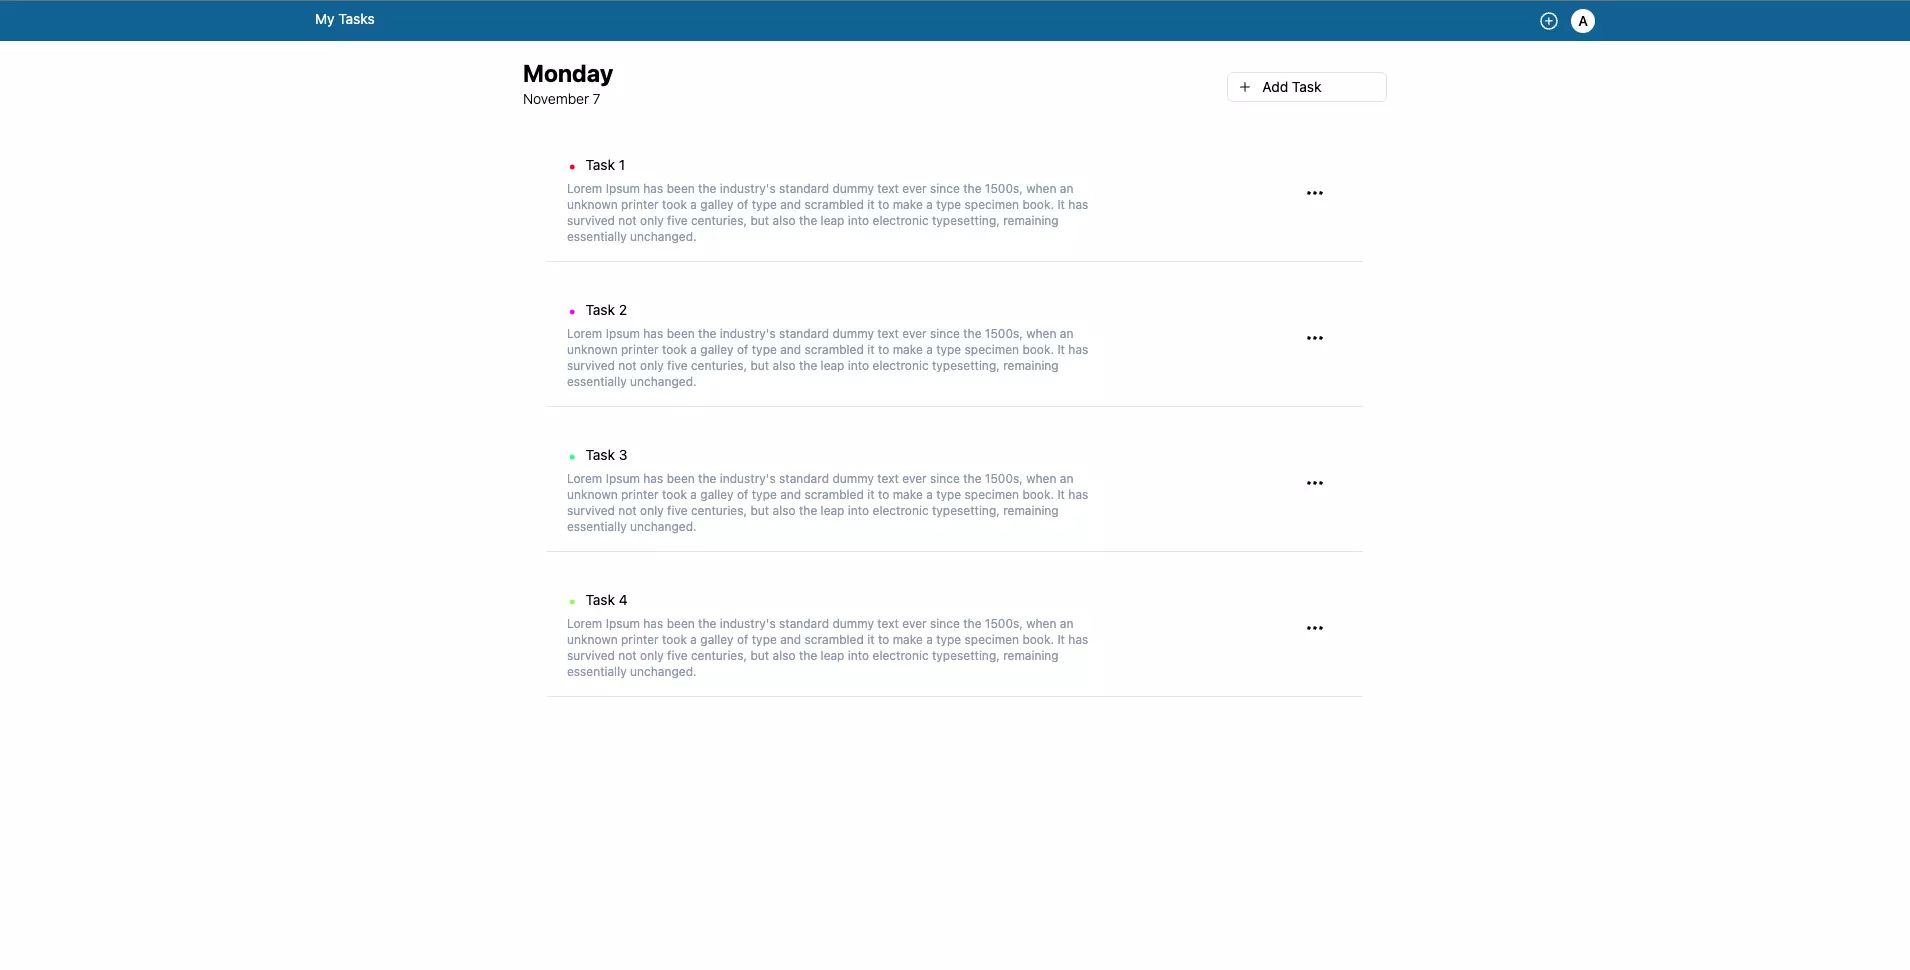 My Tasks
A
Monday
November 7
Add Task
Task 1
Lorem Ipsum has been the industry's standard dummy text ever since the 1500s, when an
unknown printer took a galley of type and scrambled it to make a type specimen book. It has
survived not only five centuries, but also the leap into electronic typesetting, remaining
essentially unchanged.
Task 2
Lorem Ipsum has been the industry's standard dummy text ever since the 1500s, when an
unknown printer took a galley of type and scrambled it to make a type specimen book. It has
survived not only five centuries, but also the leap into electronic typesetting, remaining
essentially unchanged.
Task 3
Lorem Ipsum has been the industry's standard dummy text ever since the 1500s, when an
unknown printer took a galley of type and scrambled it to make a type specimen book. It has
survived not only five centuries, but also the leap into electronic typesetting, remaining
essentially unchanged.
Task 4
Lorem Ipsum has been the industry's standard dummy text ever since the 1500s, when an
unknown printer took a galley of type and scrambled it to make a type specimen book. It has
survived not only five centuries, but also the leap into electronic typesetting, remaining
essentially unchanged.